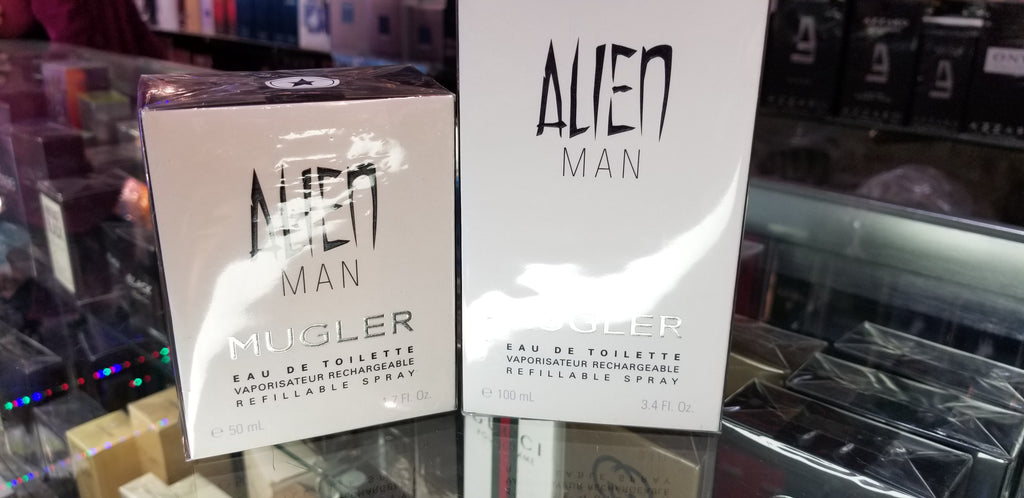 ALIEN
MAN
MUGLER
EAU DE TOILETTE
VAPORISATEUR RECHARGEABLE
REFILLABLE SPRAY
1.7 Fl. Oz.
℮ 50 mL
ALIEN
MAN
MUGLER
EAU DE TOILETTE
VAPORISATEUR RECHARGEABLE
REFILLABLE SPRAY
℮ 100 mL
3.4 Fl. Oz.
AZZARO